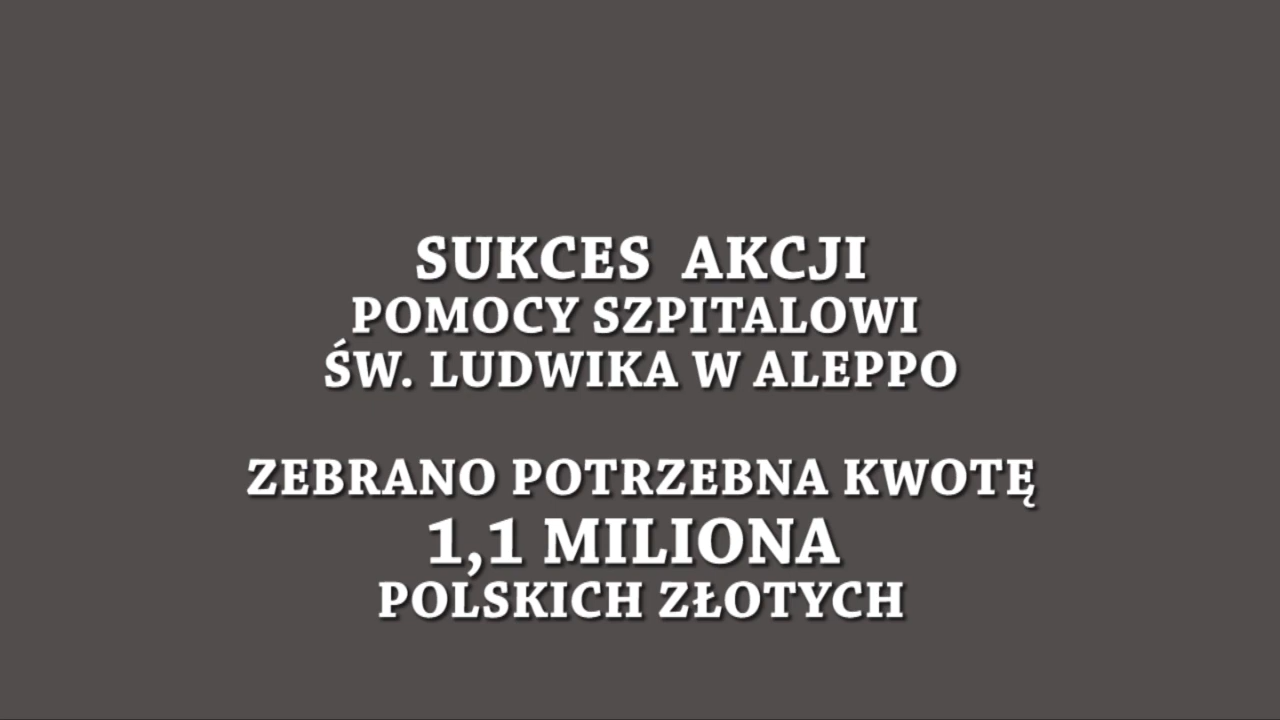 SUKCES AKCJI
POMOCY SZPITALOWI
ŚW. LUDWIKA W ALEPPO
ZEBRANO POTRZEBNA KWOTĘ
1,1 MILIONA
POLSKICH ZŁOTYCH